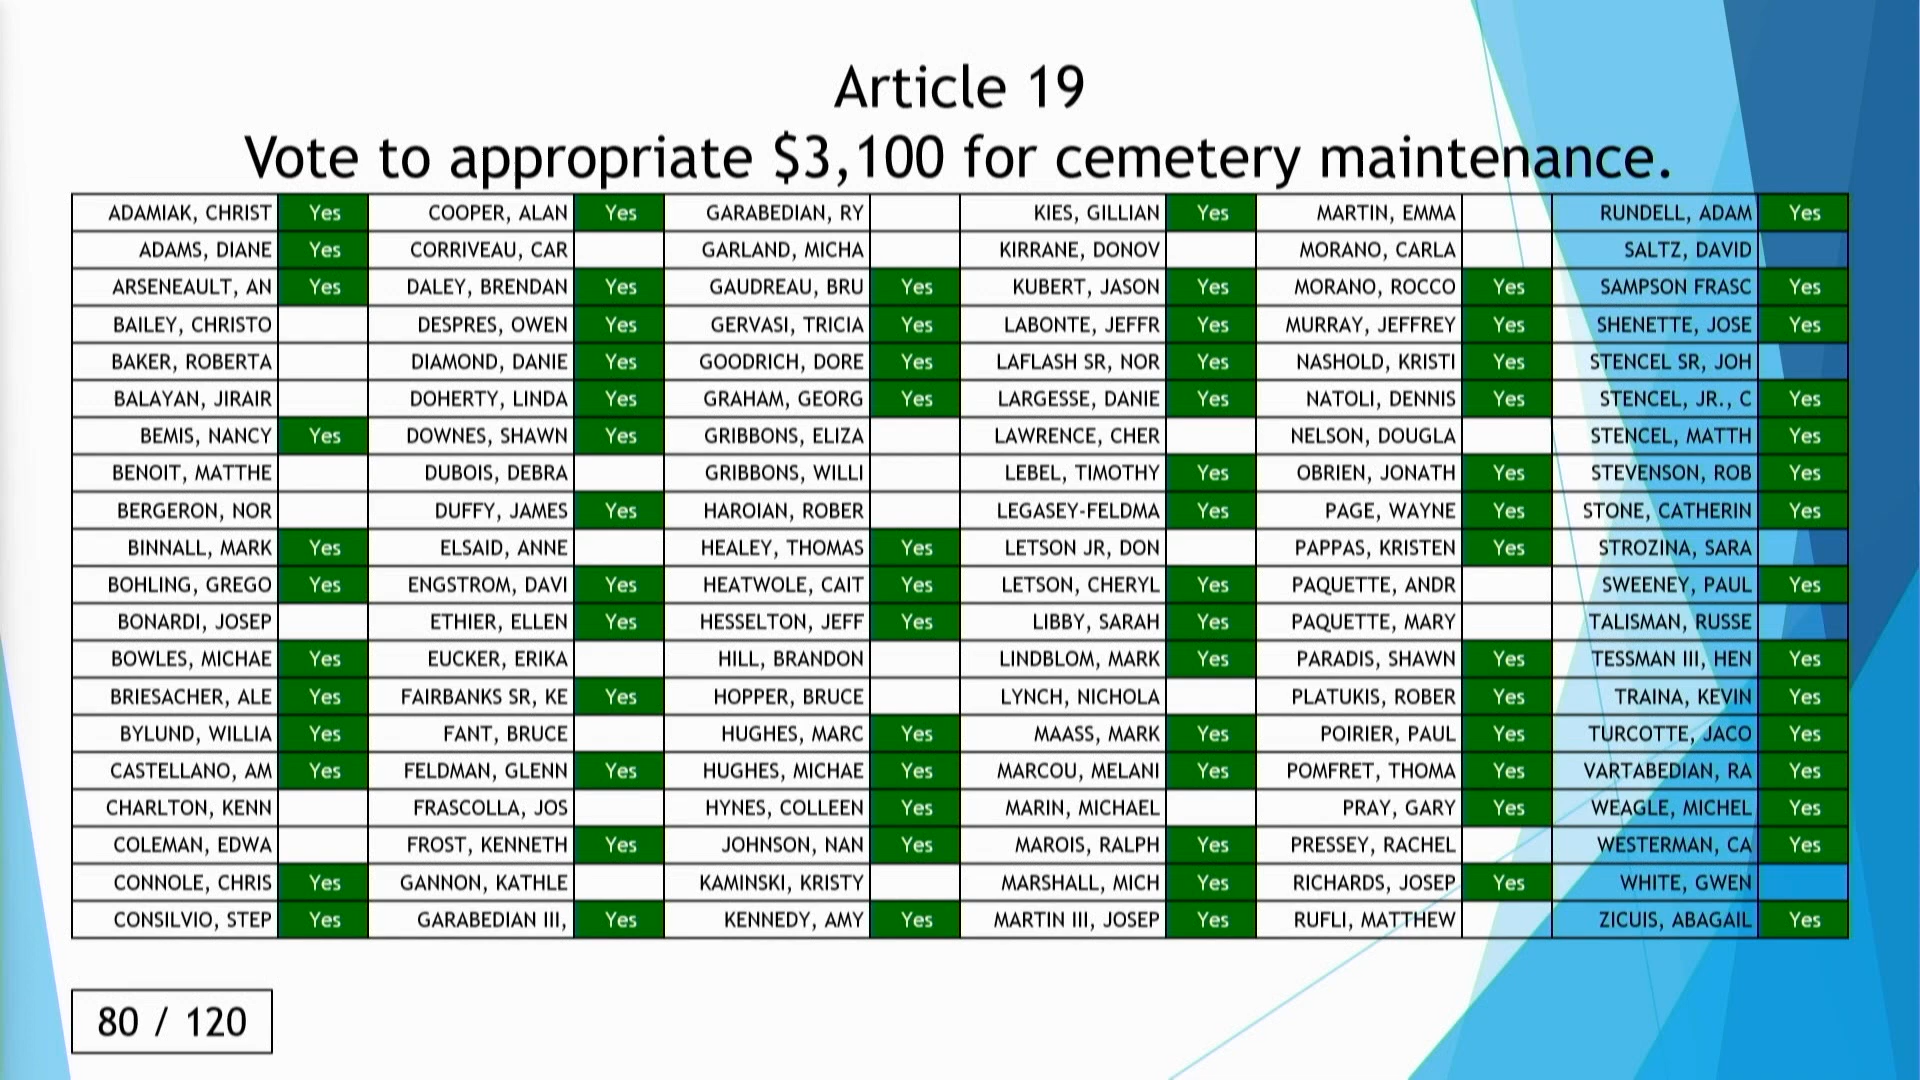 Article 19
Vote to appropriate $3,100 for cemetery maintenance.
ADAMIAK, CHRIST Yes COOPER, ALAN Yes GARABEDIAN, RY KIES, GILLIAN Yes MARTIN, EMMA RUNDELL, ADAM Yes
ADAMS, DIANE Yes CORRIVEAU, CAR GARLAND, MICHA KIRRANE, DONOV MORANO, CARLA SALTZ, DAVID
ARSENEAULT, AN Yes DALEY, BRENDAN Yes GAUDREAU, BRU Yes KUBERT, JASON Yes MORANO, ROCCO Yes SAMPSON FRASC Yes
BAILEY, CHRISTO DESPRES, OWEN Yes GERVASI, TRICIA Yes LABONTE, JEFFR Yes MURRAY, JEFFREY Yes SHENETTE, JOSE Yes
BAKER, ROBERTA DIAMOND, DANIE Yes GOODRICH, DORE Yes LAFLASH SR, NOR Yes NASHOLD, KRISTI Yes STENCEL SR, JOH
BALAYAN, JIRAIR DOHERTY, LINDA Yes GRAHAM, GEORG Yes LARGESSE, DANIE Yes NATOLI, DENNIS Yes STENCEL, JR., C Yes
BEMIS, NANCY Yes DOWNES, SHAWN Yes GRIBBONS, ELIZA LAWRENCE, CHER NELSON, DOUGLA STENCEL, MATTH Yes
BENOIT, MATTHE DUBOIS, DEBRA GRIBBONS, WILLI LEBEL, TIMOTHY Yes OBRIEN, JONATH Yes STEVENSON, ROB Yes
BERGERON, NOR DUFFY, JAMES Yes HAROIAN, ROBER LEGASEY-FELDMA Yes PAGE, WAYNE Yes STONE, CATHERIN Yes
BINNALL, MARK Yes ELSAID, ANNE HEALEY, THOMAS Yes LETSON JR, DON PAPPAS, KRISTEN Yes STROZINA, SARA
BOHLING, GREGO Yes ENGSTROM, DAVI Yes HEATWOLE, CAIT Yes LETSON, CHERYL Yes PAQUETTE, ANDR SWEENEY, PAUL Yes
BONARDI, JOSEP ETHIER, ELLEN Yes HESSELTON, JEFF Yes LIBBY, SARAH Yes PAQUETTE, MARY TALISMAN, RUSSE
BOWLES, MICHAE Yes EUCKER, ERIKA HILL, BRANDON LINDBLOM, MARK Yes PARADIS, SHAWN Yes TESSMAN III, HEN Yes
BRIESACHER, ALE Yes FAIRBANKS SR, KE Yes HOPPER, BRUCE LYNCH, NICHOLA PLATUKIS, ROBER Yes TRAINA, KEVIN Yes
BYLUND, WILLIA Yes FANT, BRUCE HUGHES, MARC Yes MAASS, MARK Yes POIRIER, PAUL Yes TURCOTTE, JACO Yes
CASTELLANO, AM Yes FELDMAN, GLENN Yes HUGHES, MICHAE Yes MARCOU, MELANI Yes POMFRET, THOMA Yes VARTABEDIAN, RA Yes
CHARLTON, KENN FRASCOLLA, JOS HYNES, COLLEEN Yes MARIN, MICHAEL PRAY, GARY Yes WEAGLE, MICHEL Yes
COLEMAN, EDWA FROST, KENNETH Yes JOHNSON, NAN Yes MAROIS, RALPH Yes PRESSEY, RACHEL WESTERMAN, CA Yes
CONNOLE, CHRIS Yes GANNON, KATHLE KAMINSKI, KRISTY MARSHALL, MICH Yes RICHARDS, JOSEP Yes WHITE, GWEN
CONSILVIO, STEP Yes GARABEDIAN III, Yes KENNEDY, AMY Yes MARTIN III, JOSEP Yes RUFLI, MATTHEW ZICUIS, ABAGAIL Yes
80 / 120